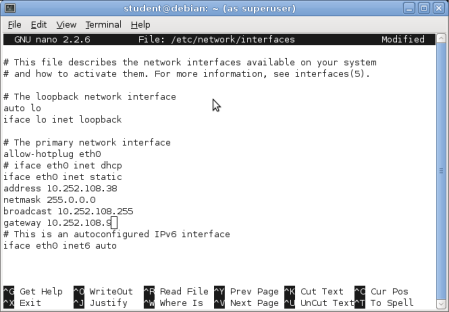 student@debian: ~ (as superuser)
File Edit View Terminal Help
GNU nano 2.2.6 File: /etc/network/interfaces Modified
# This file describes the network interfaces available on your system
# and how to activate them. For more information, see interfaces(5).
# The loopback network interface
auto lo
iface lo inet loopback
# The primary network interface
allow-hotplug eth0
# iface eth0 inet dhcp
iface eth0 inet static
address 10.252.108.38
netmask 255.0.0.0
broadcast 10.252.108.255
gateway 10.252.108.9
# This is an autoconfigured IPv6 interface
iface eth0 inet6 auto
^G Get Help ^O WriteOut ^R Read File ^Y Prev Page ^K Cut Text ^C Cur Pos
^X Exit ^J Justify ^W Where Is ^V Next Page ^U UnCut Text ^T To Spell